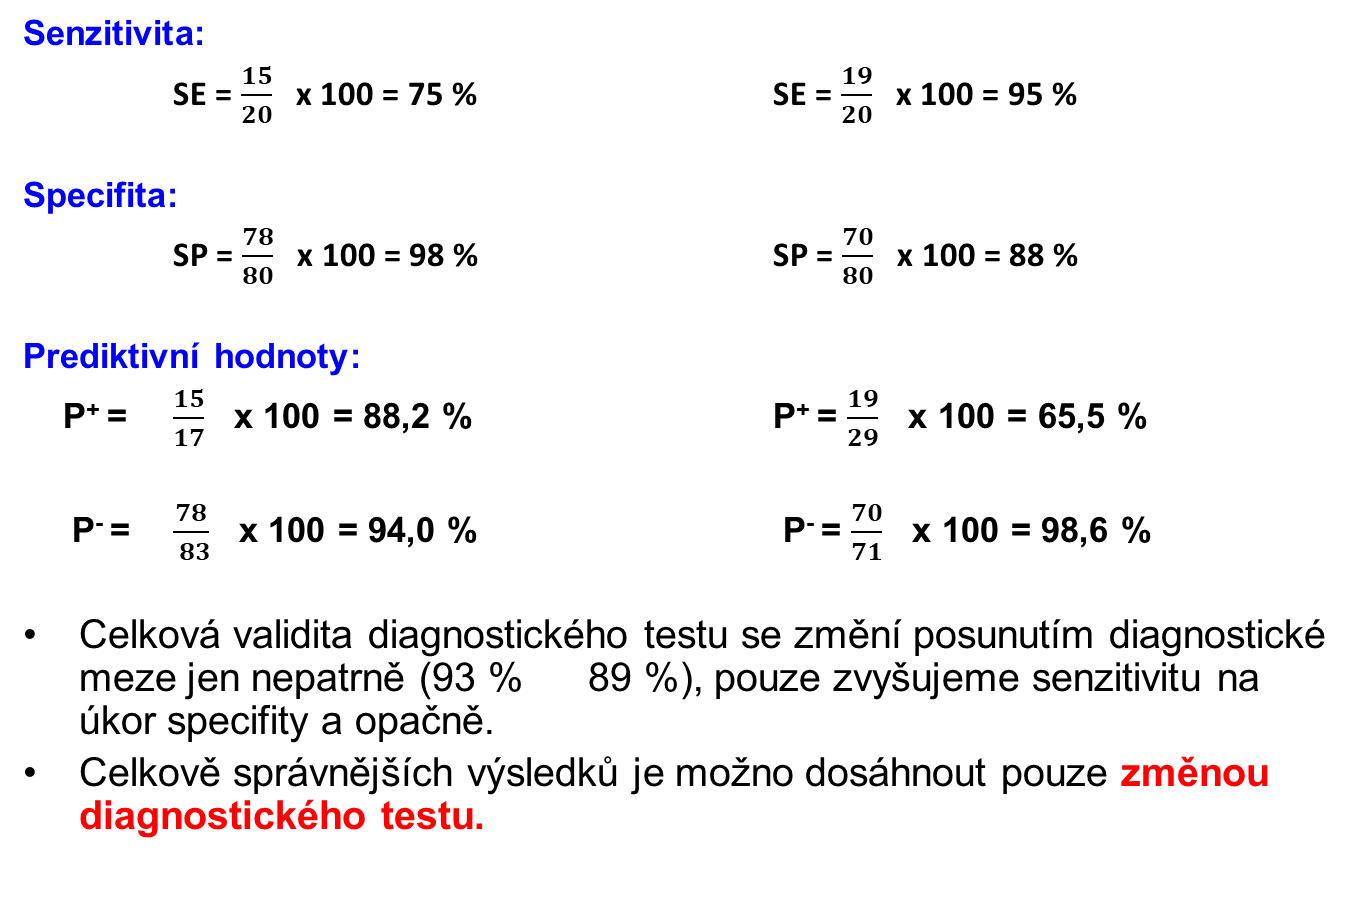 Senzitivita:
SE = 15/20 x 100 = 75 % SE = 19/20 x 100 = 95 %
Specifita:
SP = 78/80 x 100 = 98 % SP = 70/80 x 100 = 88 %
Prediktivní hodnoty:
P⁺ = 15/17 x 100 = 88,2 % P⁺ = 19/29 x 100 = 65,5 %
P⁻ = 78/83 x 100 = 94,0 % P⁻ = 70/71 x 100 = 98,6 %
• Celková validita diagnostického testu se změní posunutím diagnostické
meze jen nepatrně (93 % 89 %), pouze zvyšujeme senzitivitu na
úkor specifity a opačně.
• Celkově správnějších výsledků je možno dosáhnout pouze změnou
diagnostického testu.